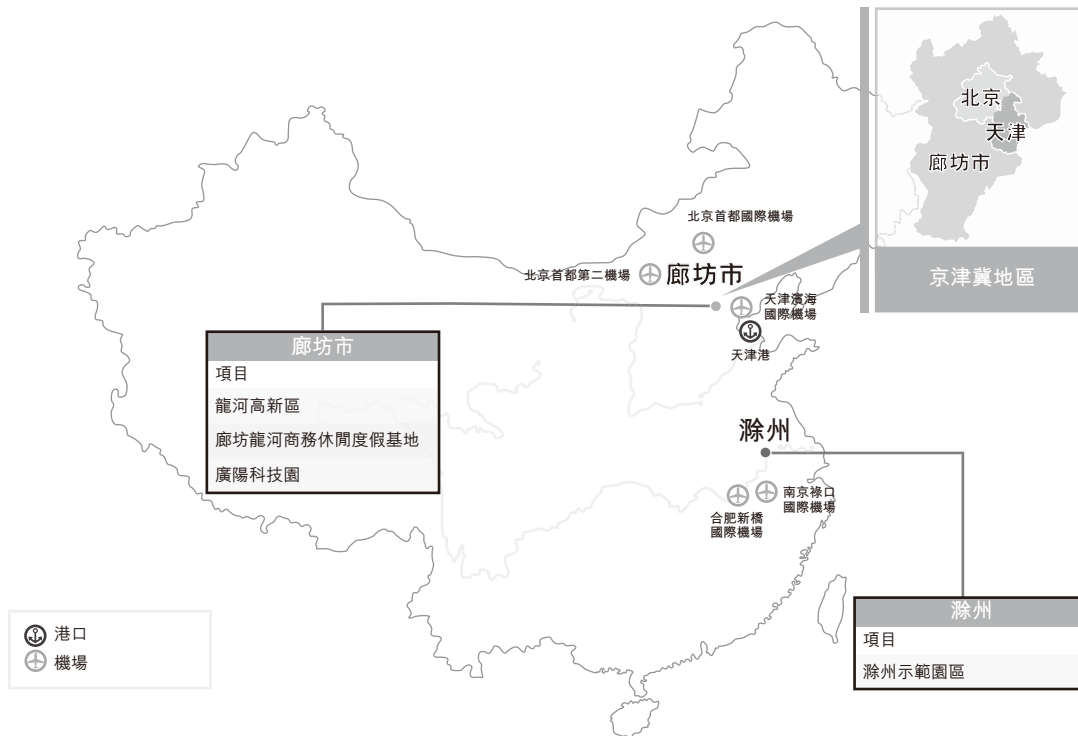 北京
天津
廊坊市
京津冀地區
北京首都國際機場
北京首都第二機場
廊坊市
天津濱海
國際機場
天津港
廊坊市
項目
龍河高新區
廊坊龍河商務休閒度假基地
廣陽科技園
滁州
南京祿口
國際機場
合肥新橋
國際機場
滁州
項目
滁州示範園區
港口
機場